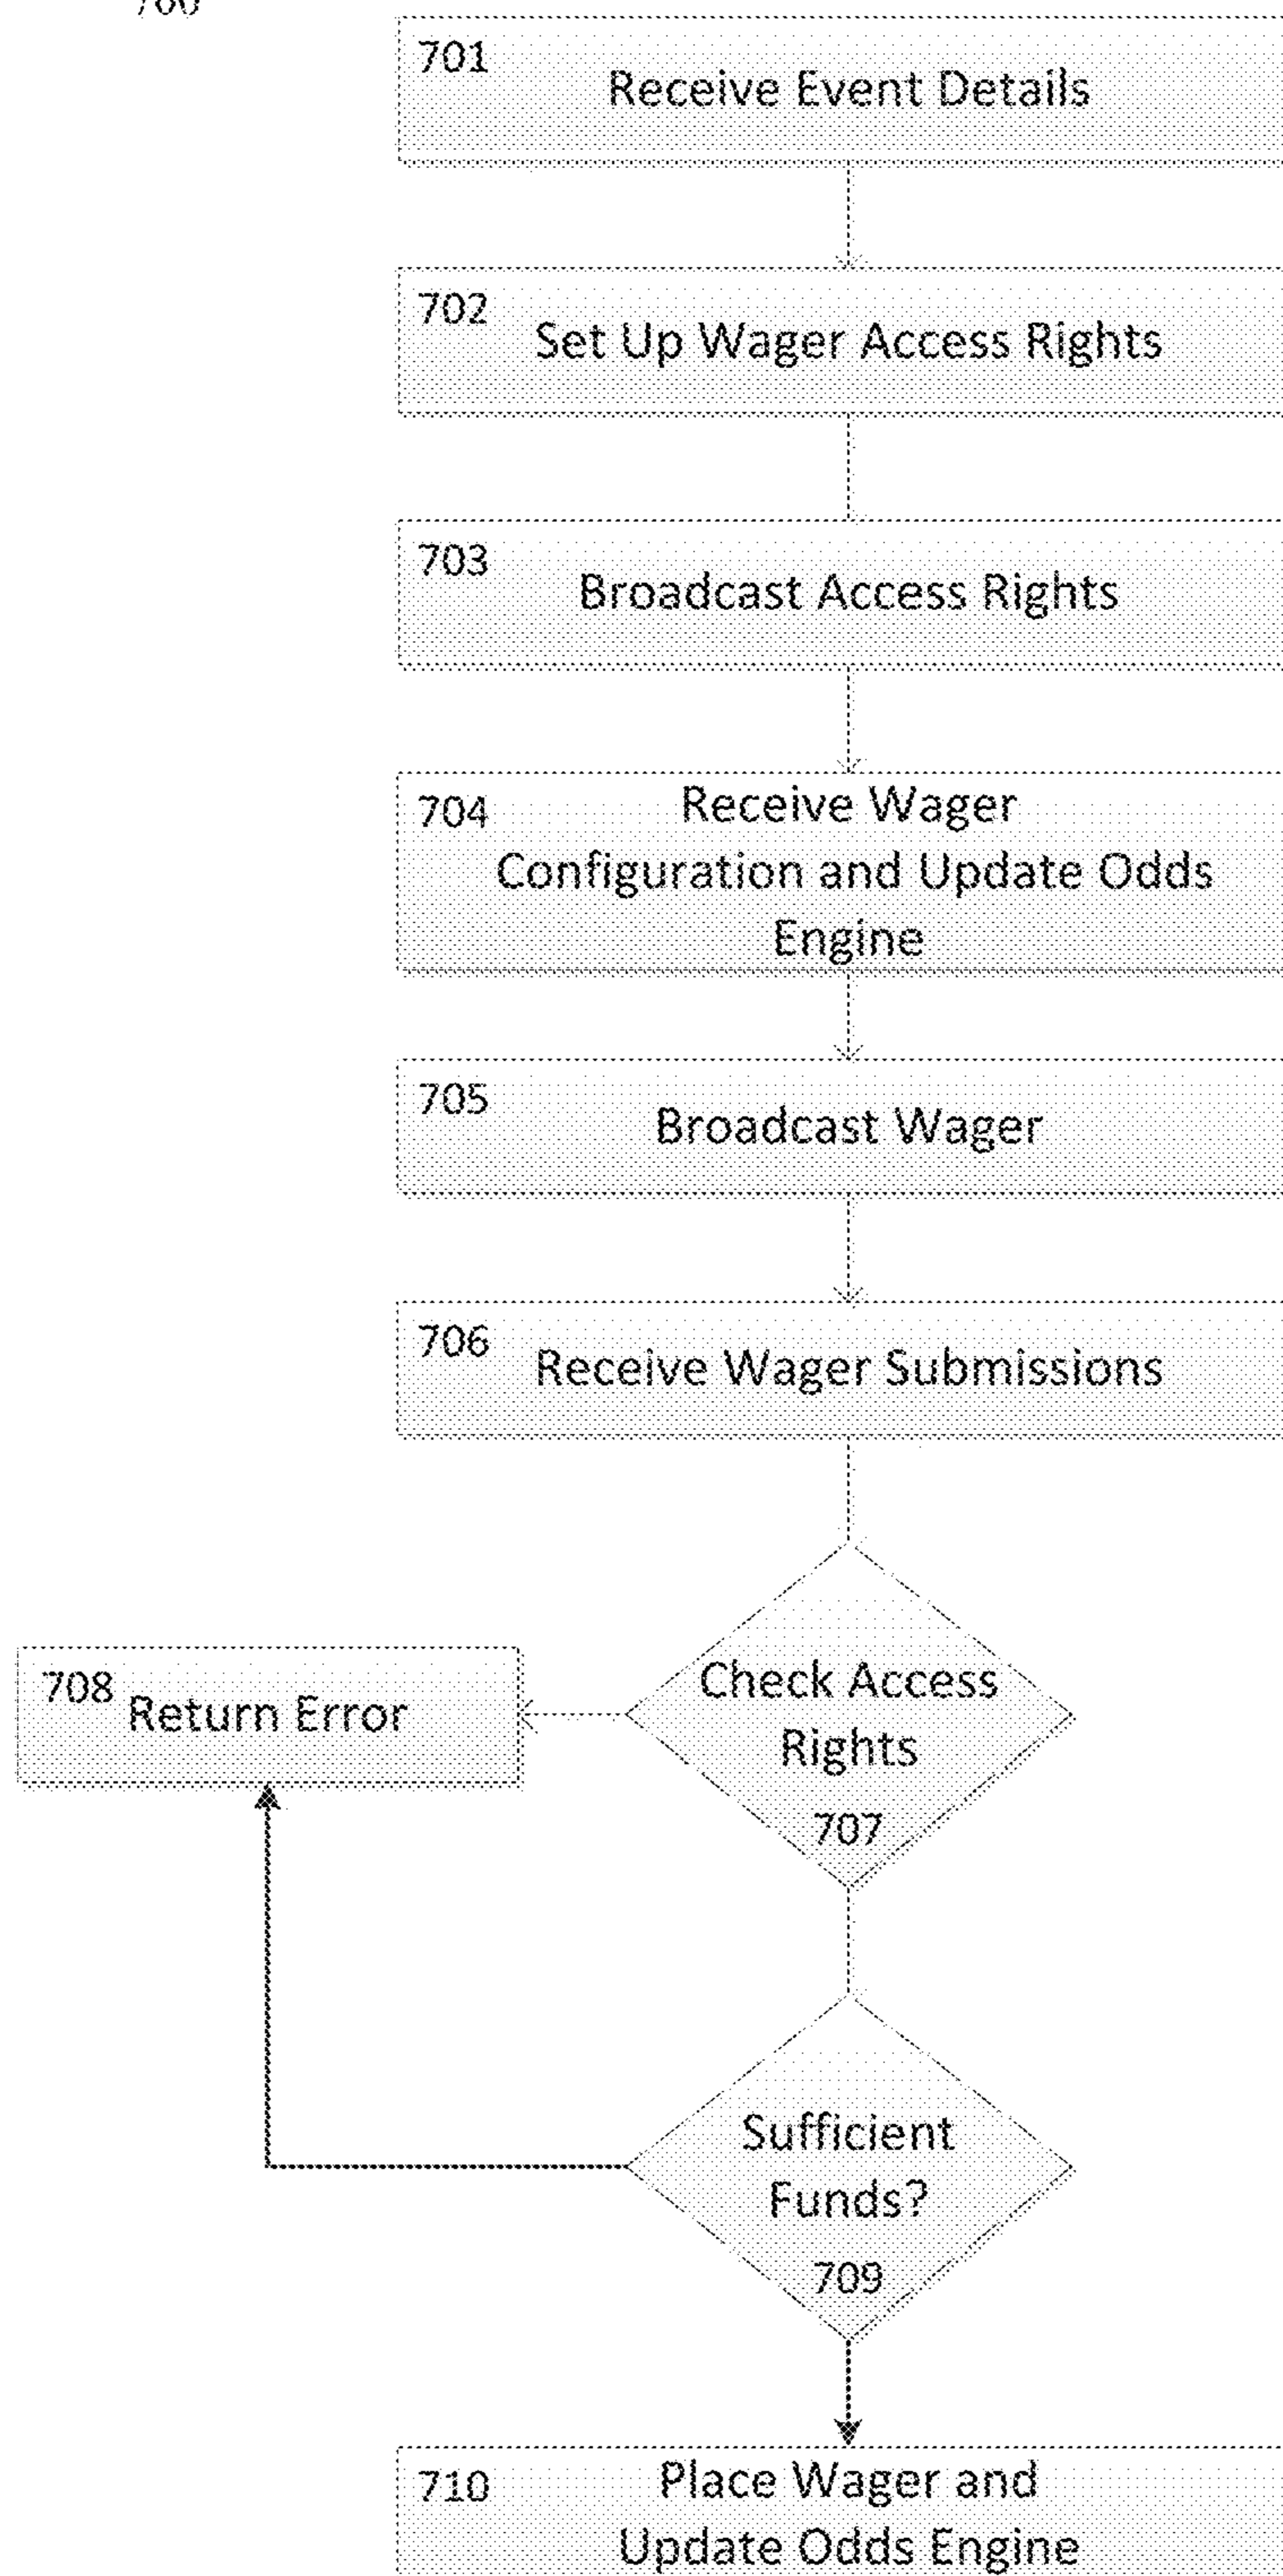 701
Receive Event Details
702
Set Up Wager Access Rights
703
Broadcast Access Rights
704
Receive Wager
Configuration and Update Odds
Engine
705
Broadcast Wager
706
Receive Wager Submissions
Check Access
Rights
707
708
Return Error
Sufficient
Funds?
709
710
Place Wager and
Update Odds Engine